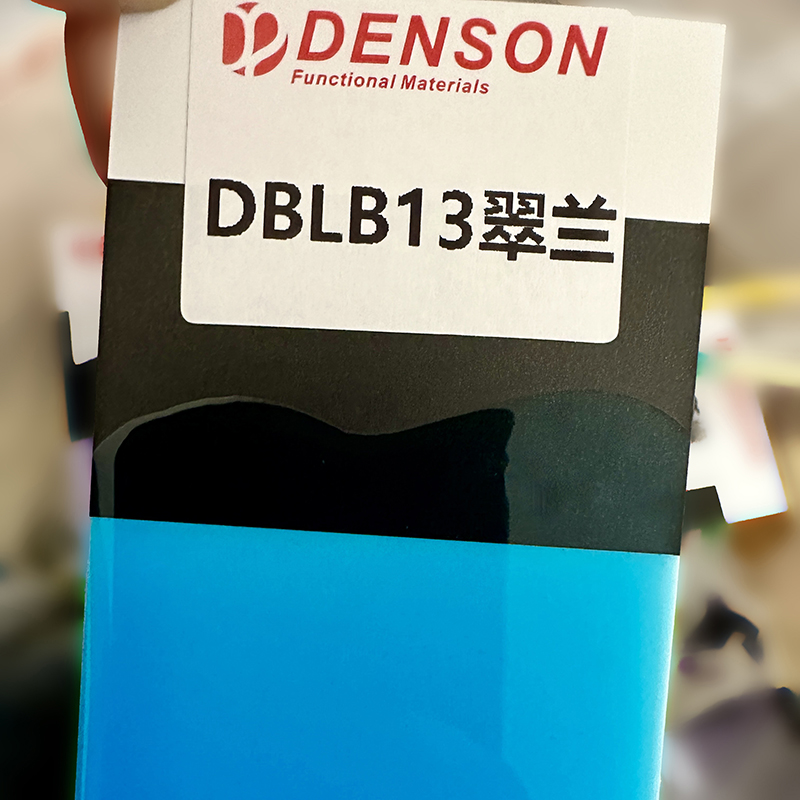 DENSON
Functional Materials
DBLB13翠兰